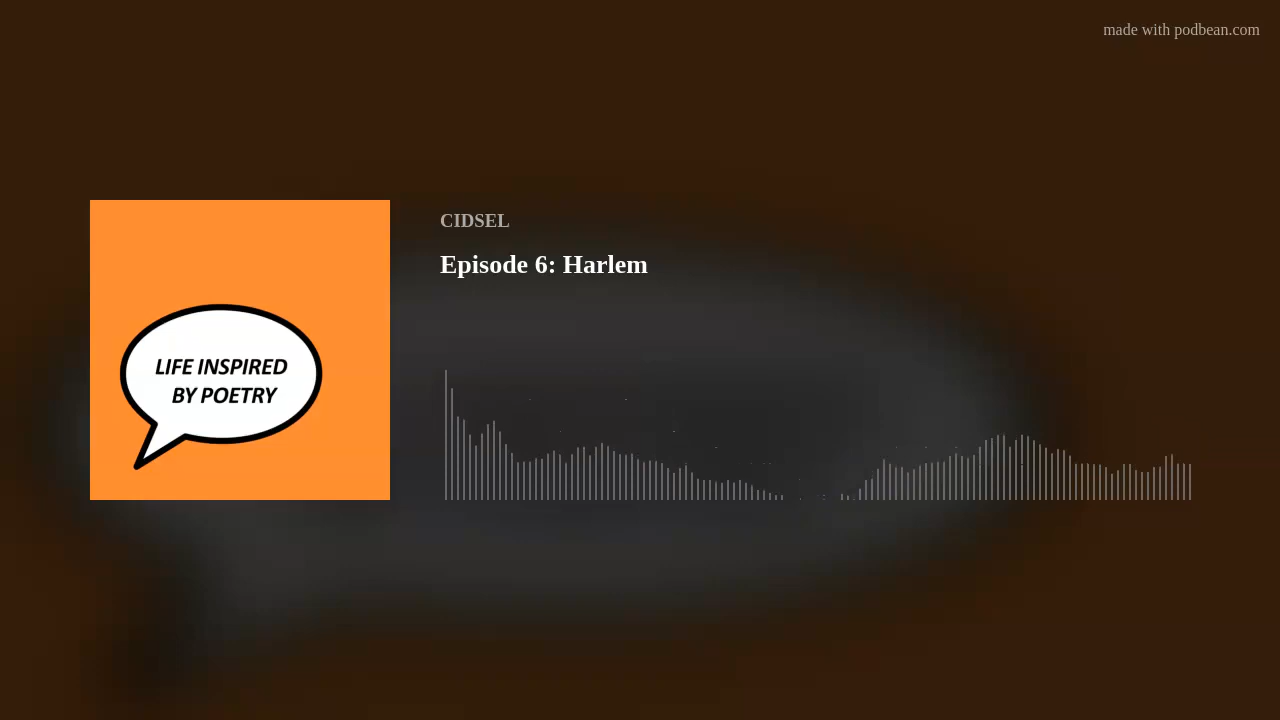 made with podbean.com
CIDSEL
Episode 6: Harlem
LIFE INSPIRED
BY POETRY